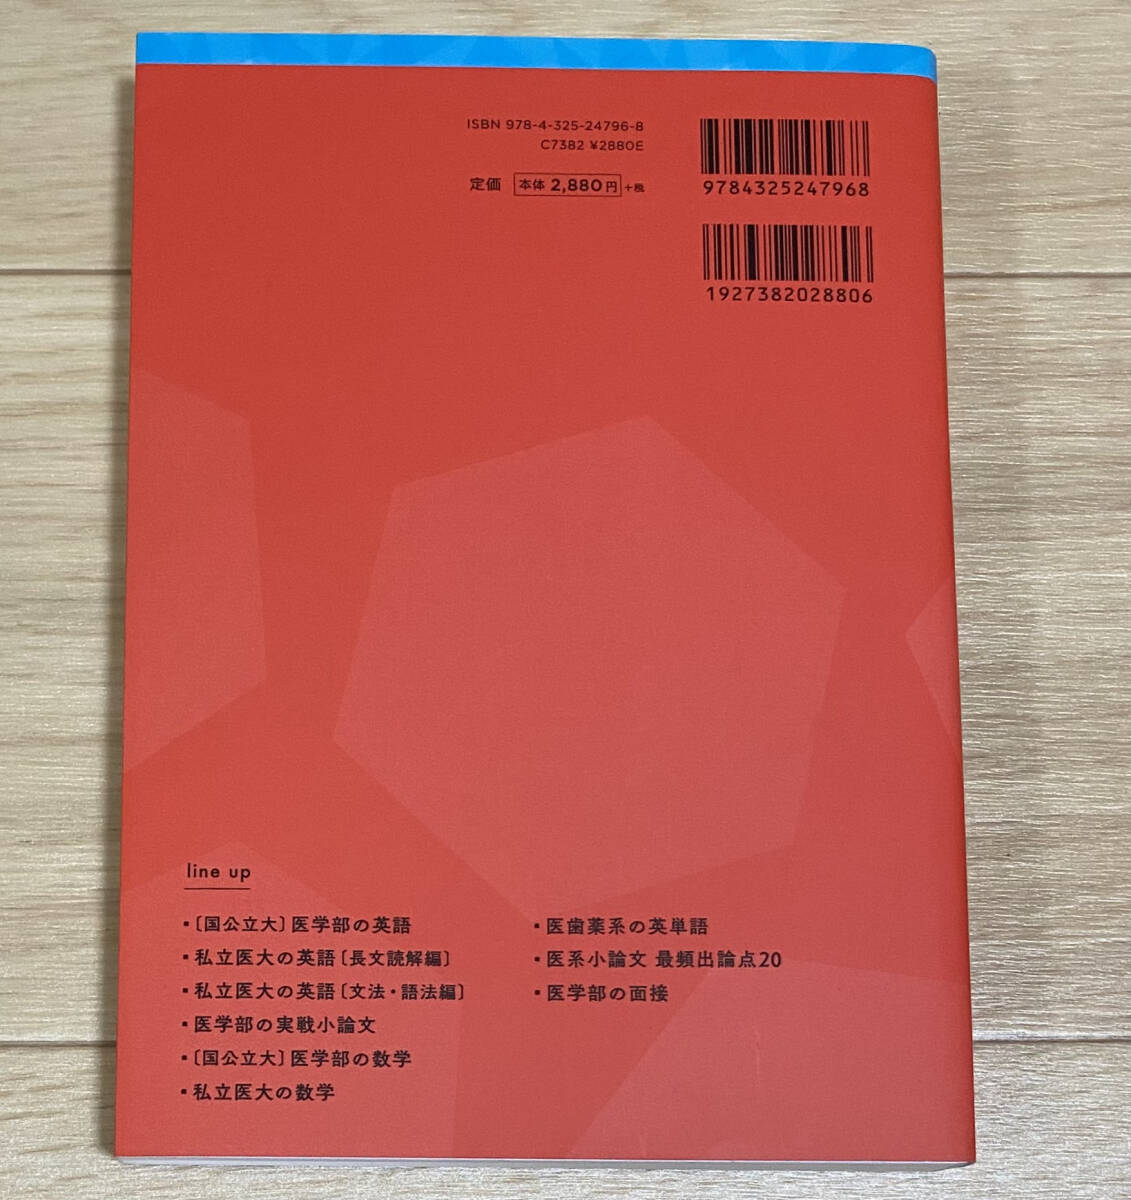 ISBN 978-4-325-24796-8
C7382 ¥2880E
定価 本体 2,880円 +税
9784325247968
1927382028806
line up
・〔国公立大〕医学部の英語
・私立医大の英語〔長文読解編〕
・私立医大の英語〔文法・語法編〕
・医学部の実戦小論文
・〔国公立大〕医学部の数学
・私立医大の数学
・医歯薬系の英単語
・医系小論文 最頻出論点20
・医学部の面接